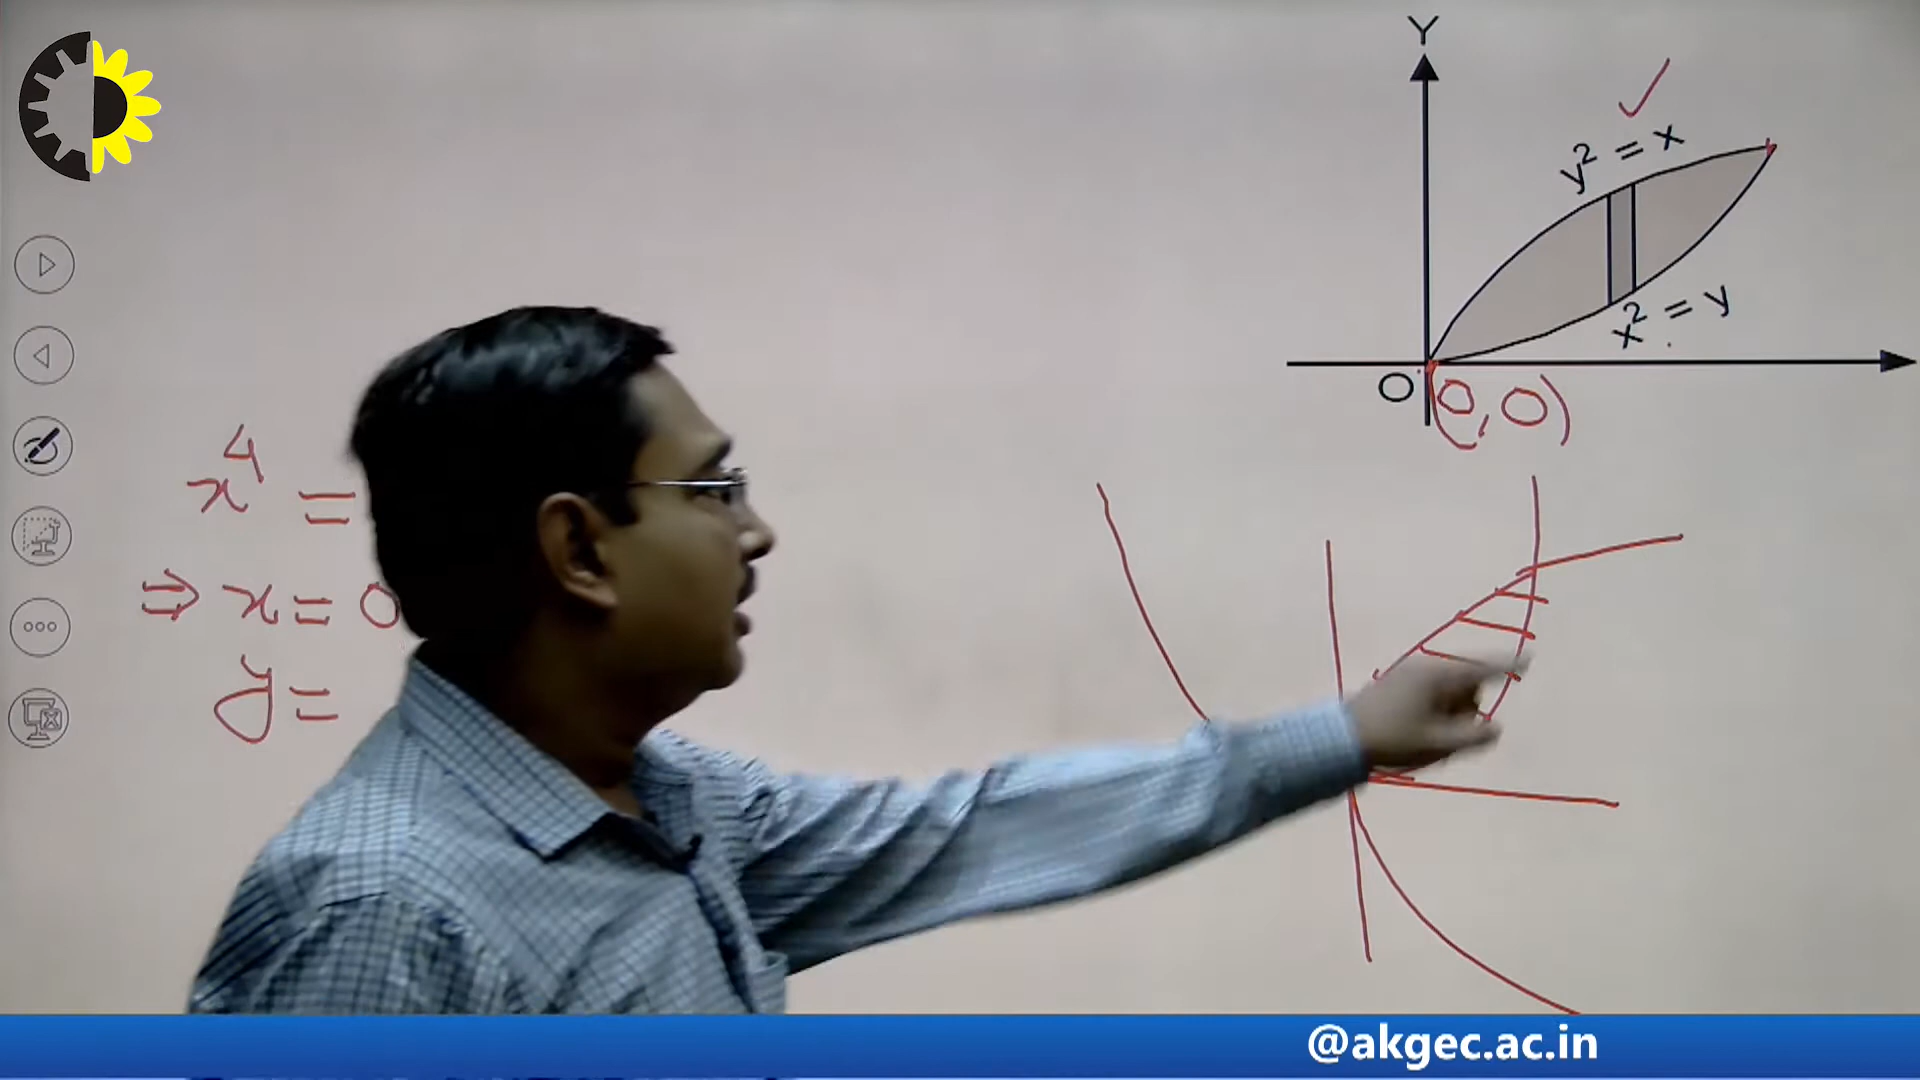 Y
y² = x
x² = y
O
(0, 0)
x⁴ =
⇒ x = 0
y =
@akgec.ac.in